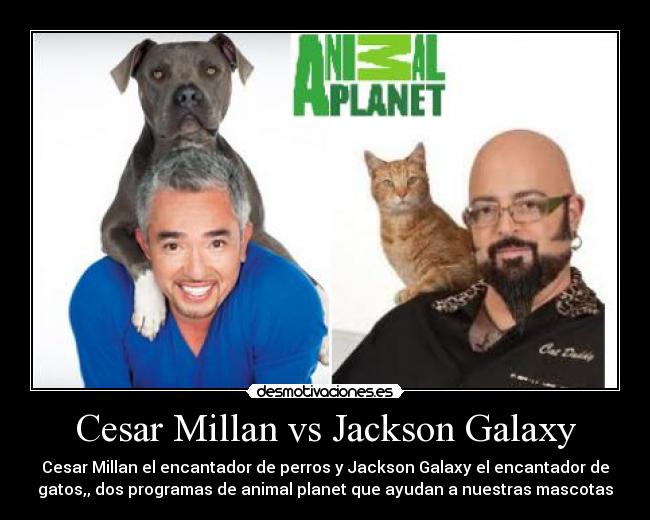 ANIMAL
PLANET
Cat Daddy
desmotivaciones.es
Cesar Millan vs Jackson Galaxy
Cesar Millan el encantador de perros y Jackson Galaxy el encantador de
gatos,, dos programas de animal planet que ayudan a nuestras mascotas